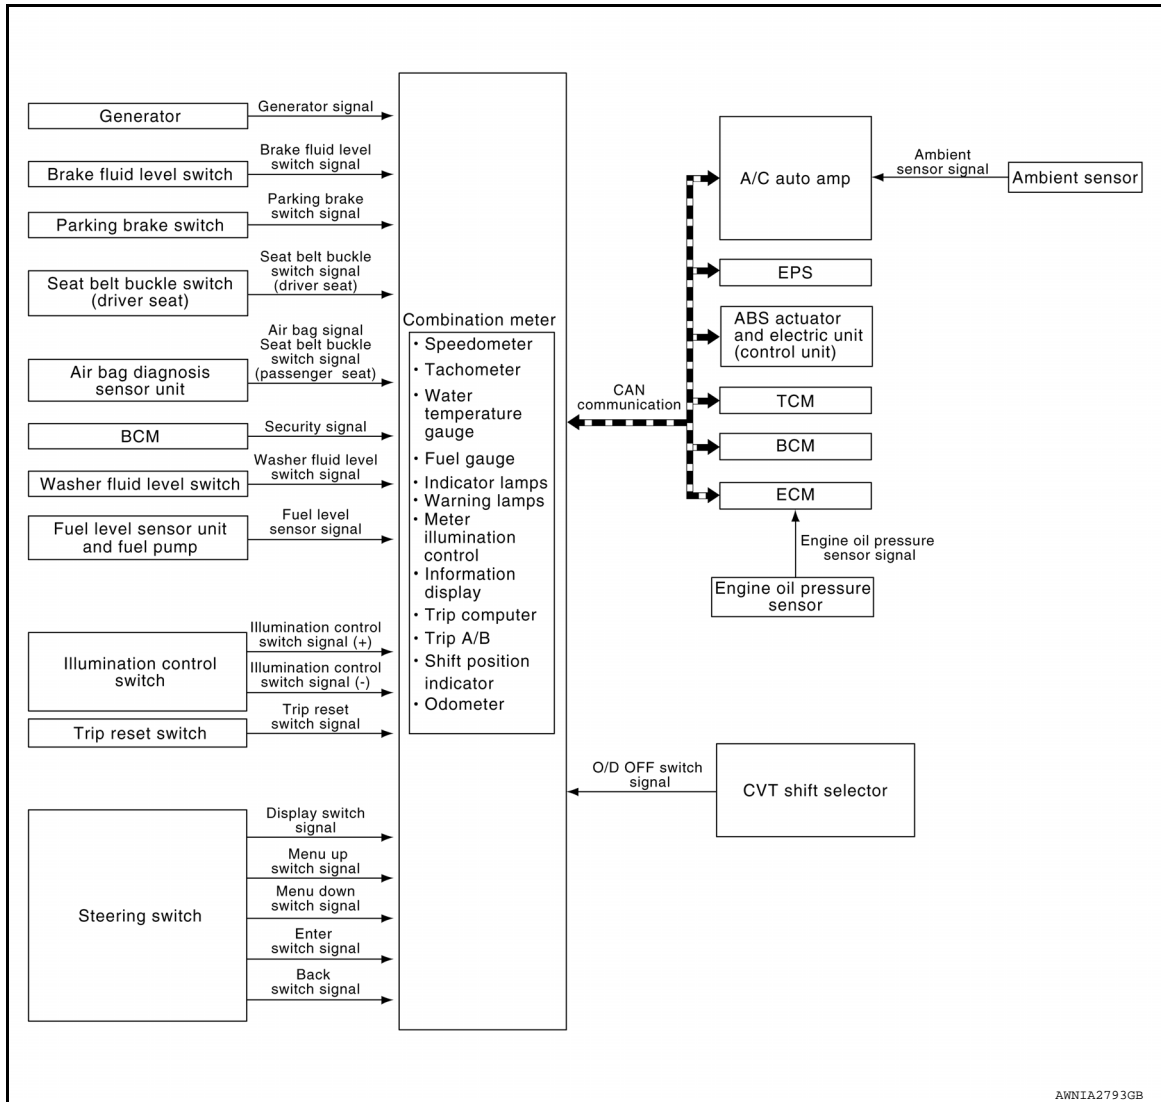 Generator
Generator signal
Brake fluid level switch
Brake fluid level
switch signal
Parking brake switch
Parking brake
switch signal
Seat belt buckle switch
(driver seat)
Seat belt buckle
switch signal
(driver seat)
Air bag diagnosis
sensor unit
Air bag signal
Seat belt buckle
switch signal
(passenger seat)
BCM
Security signal
Washer fluid level switch
Washer fluid level
switch signal
Fuel level sensor unit
and fuel pump
Fuel level
sensor signal
Illumination control
switch
Illumination control
switch signal (+)
Illumination control
switch signal (-)
Trip reset switch
Trip reset
switch signal
Steering switch
Display switch
signal
Menu up
switch signal
Menu down
switch signal
Enter
switch signal
Back
switch signal
Combination meter
· Speedometer
· Tachometer
· Water
temperature
gauge
· Fuel gauge
· Indicator lamps
· Warning lamps
· Meter
illumination
control
· Information
display
· Trip computer
· Trip A/B
· Shift position
indicator
· Odometer
CAN
communication
A/C auto amp
Ambient
sensor signal
Ambient sensor
EPS
ABS actuator
and electric unit
(control unit)
TCM
BCM
ECM
Engine oil pressure
sensor signal
Engine oil pressure
sensor
O/D OFF switch
signal
CVT shift selector
AWNIA2793GB